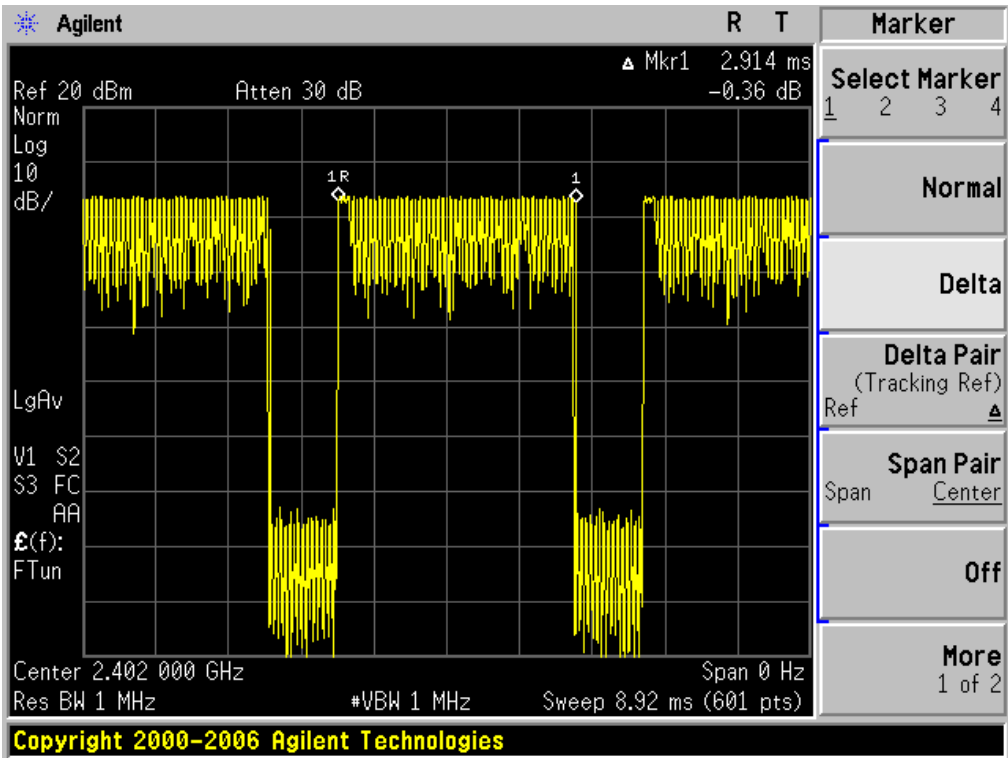 Agilent R T
Δ Mkr1 2.914 ms
Ref 20 dBm Atten 30 dB -0.36 dB
Norm
Log
10
dB/
1R
1
LgAv
V1 S2
S3 FC
AA
£(f):
FTun
Center 2.402 000 GHz Span 0 Hz
Res BW 1 MHz #VBW 1 MHz Sweep 8.92 ms (601 pts)
Copyright 2000-2006 Agilent Technologies
Marker
Select Marker
1 2 3 4
Normal
Delta
Delta Pair
(Tracking Ref)
Ref Δ
Span Pair
Span Center
Off
More
1 of 2